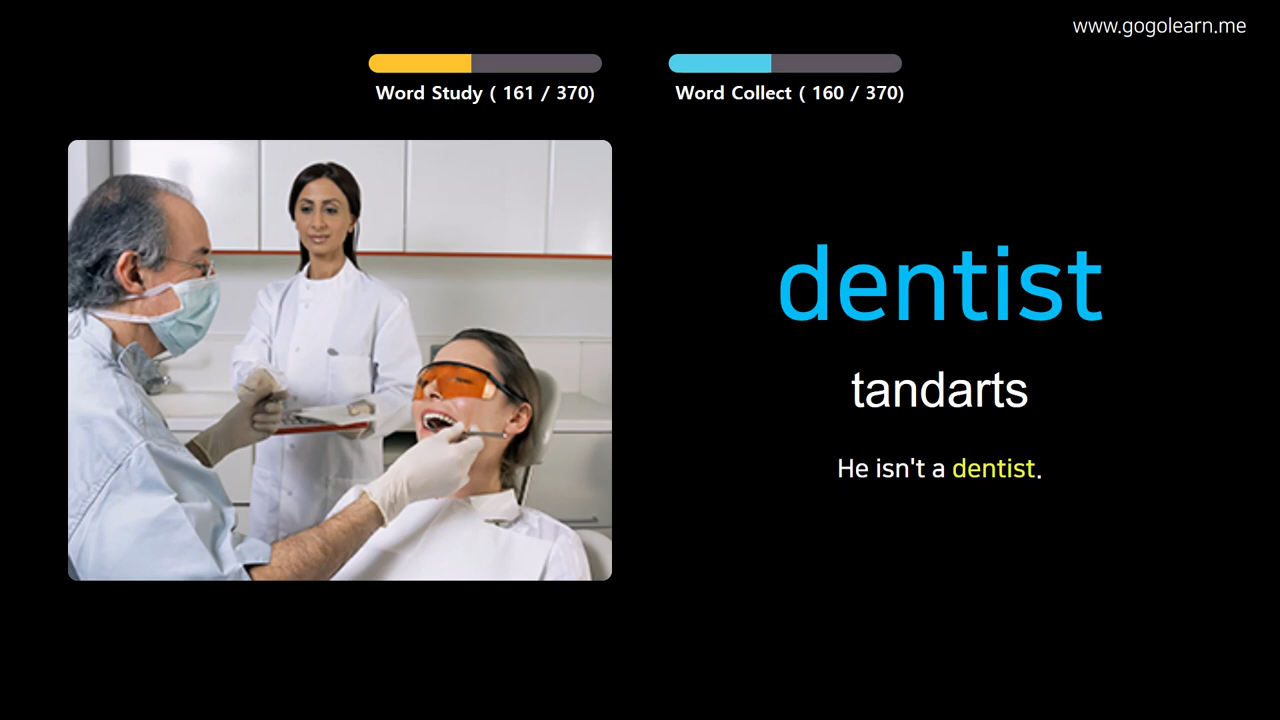 www.gogolearn.me
Word Study ( 161 / 370)
Word Collect ( 160 / 370)
dentist
tandarts
He isn't a dentist.